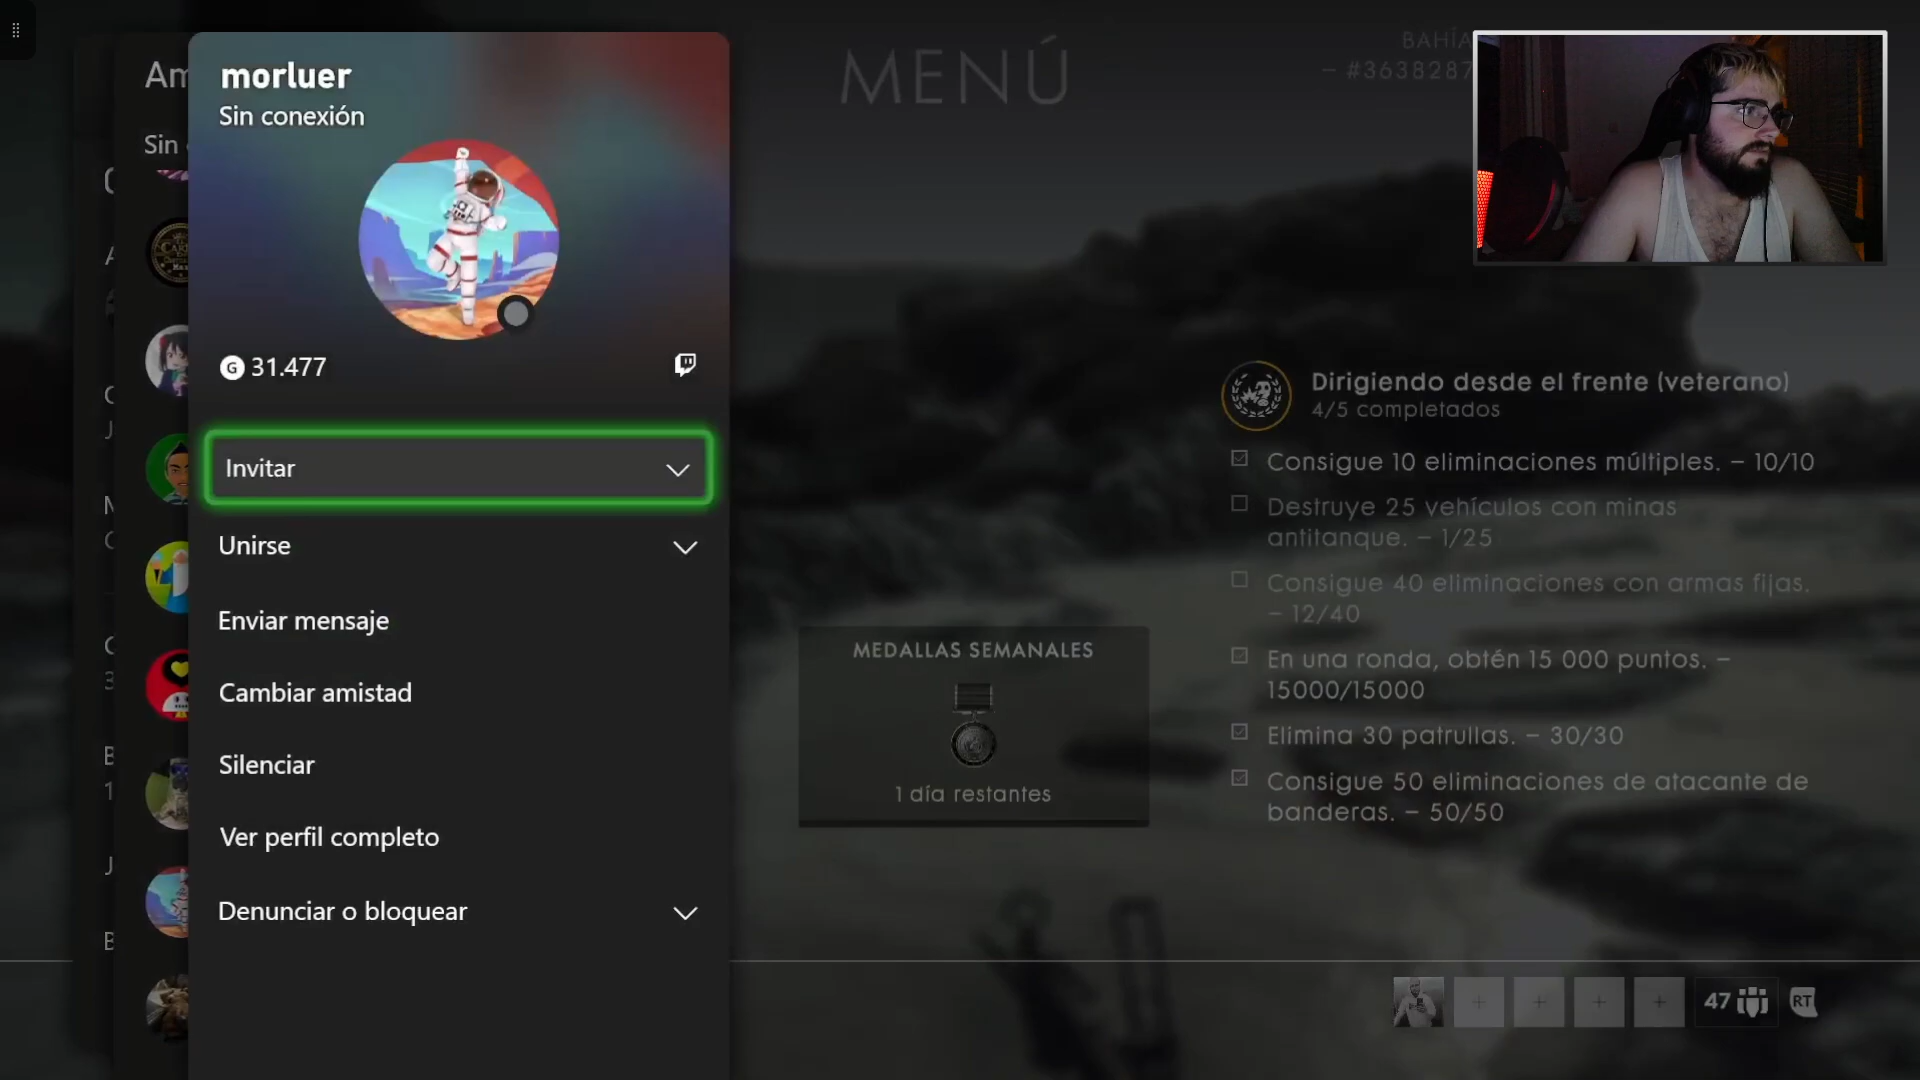 Am
Sin
morluer
Sin conexión
G 31.477
Invitar
Unirse
Enviar mensaje
Cambiar amistad
Silenciar
Ver perfil completo
Denunciar o bloquear
MENÚ
BAHÍA
– #3638287
Dirigiendo desde el frente (veterano)
4/5 completados
Consigue 10 eliminaciones múltiples. – 10/10
Destruye 25 vehículos con minas
antitanque. – 1/25
Consigue 40 eliminaciones con armas fijas.
– 12/40
En una ronda, obtén 15 000 puntos. –
15000/15000
Elimina 30 patrullas. – 30/30
Consigue 50 eliminaciones de atacante de
banderas. – 50/50
MEDALLAS SEMANALES
1 día restantes
47
RT